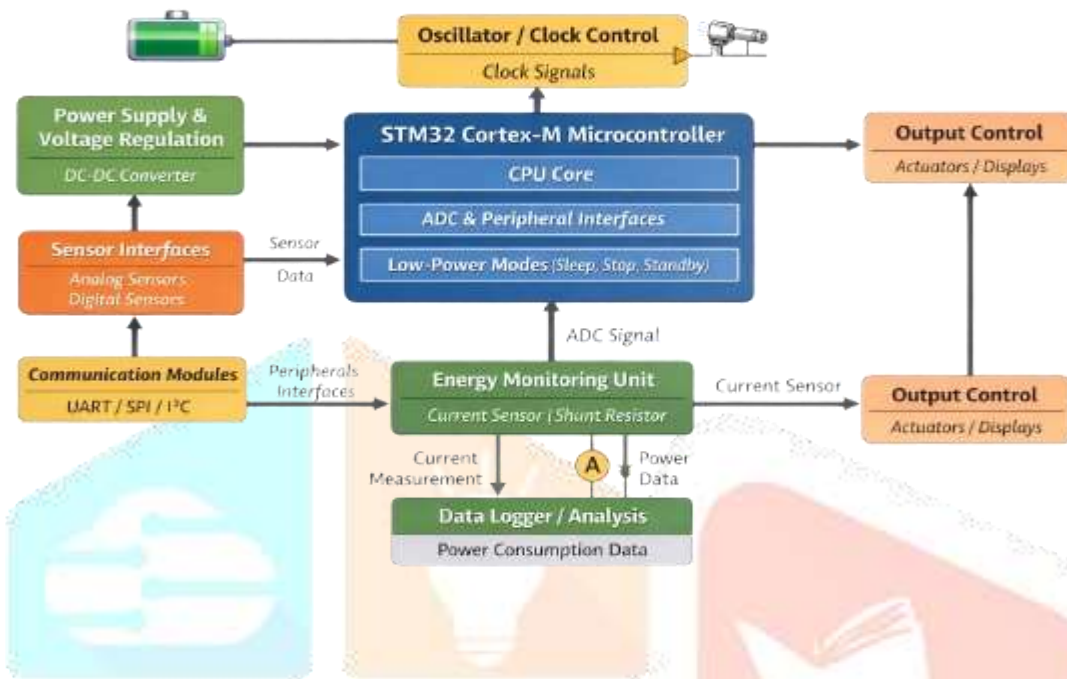 Oscillator / Clock Control
Clock Signals
Power Supply &
Voltage Regulation
DC-DC Converter
STM32 Cortex-M Microcontroller
CPU Core
ADC & Peripheral Interfaces
Low-Power Modes (Sleep, Stop, Standby)
Output Control
Actuators / Displays
Sensor Interfaces
Analog Sensors
Digital Sensors
Sensor
Data
ADC Signal
Communication Modules
UART / SPI / I²C
Peripherals
Interfaces
Energy Monitoring Unit
Current Sensor | Shunt Resistor
Current Sensor
Output Control
Actuators / Displays
Current
Measurement
A
Power
Data
Data Logger / Analysis
Power Consumption Data